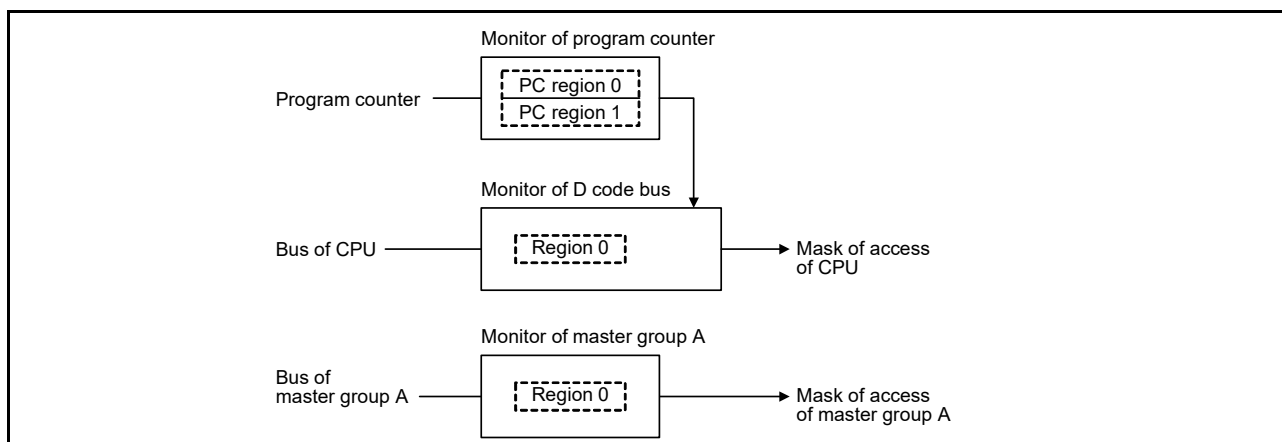 Monitor of program counter
Program counter
PC region 0
PC region 1
Monitor of D code bus
Bus of CPU
Region 0
Mask of access
of CPU
Monitor of master group A
Bus of
master group A
Region 0
Mask of access
of master group A